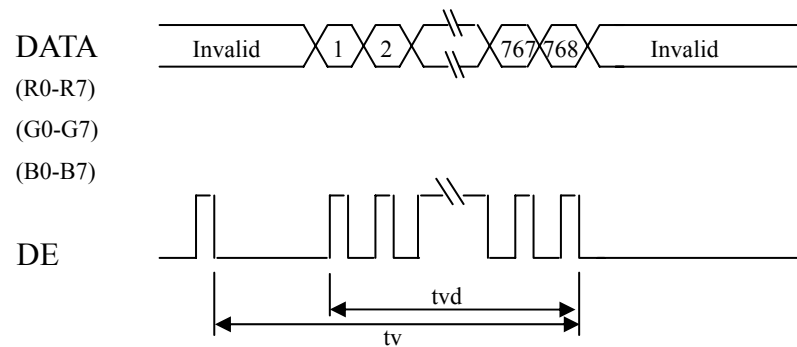 DATA Invalid 1 2 767 768 Invalid
(R0-R7)
(G0-G7)
(B0-B7)
DE
tvd
tv